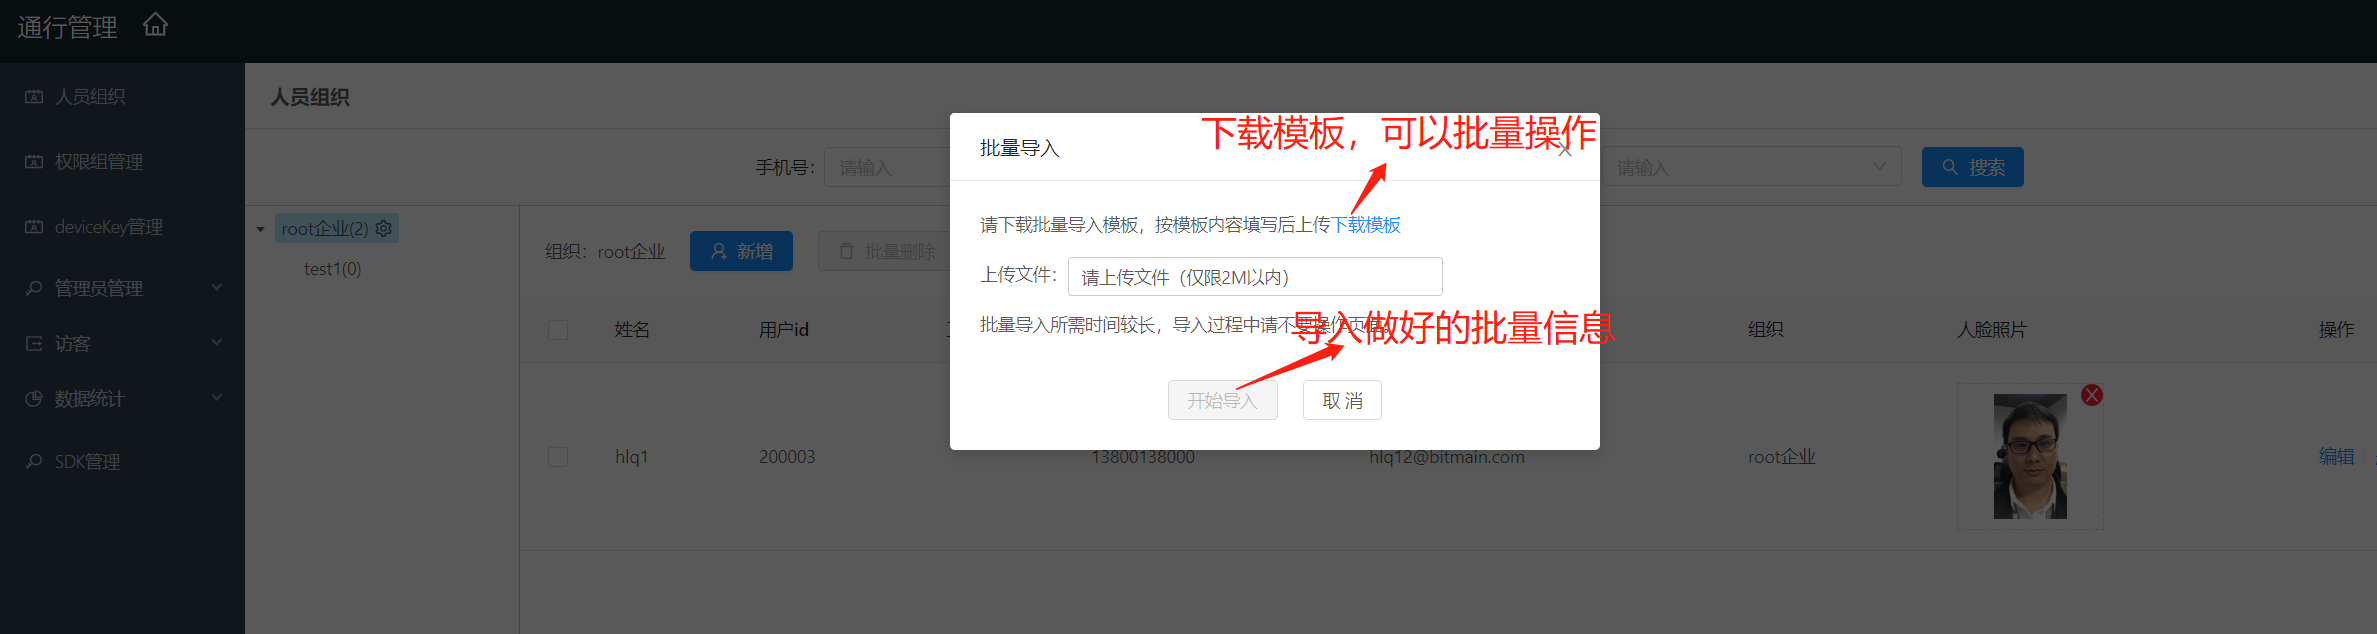 通行管理
人员组织
权限组管理
deviceKey管理
管理员管理
访客
数据统计
SDK管理
人员组织
手机号：
请输入
请输入
搜索
root企业(2)
test1(0)
组织：root企业
新增
批量删除
姓名
用户id
组织
人脸照片
操作
hlq1
200003
13800138000
hlq12@bitmain.com
root企业
编辑
批量导入
下载模板，可以批量操作
请下载批量导入模板，按模板内容填写后上传下载模板
上传文件：
请上传文件（仅限2M以内）
批量导入所需时间较长，导入过程中请不要操作页面。
导入做好的批量信息
开始导入
取 消